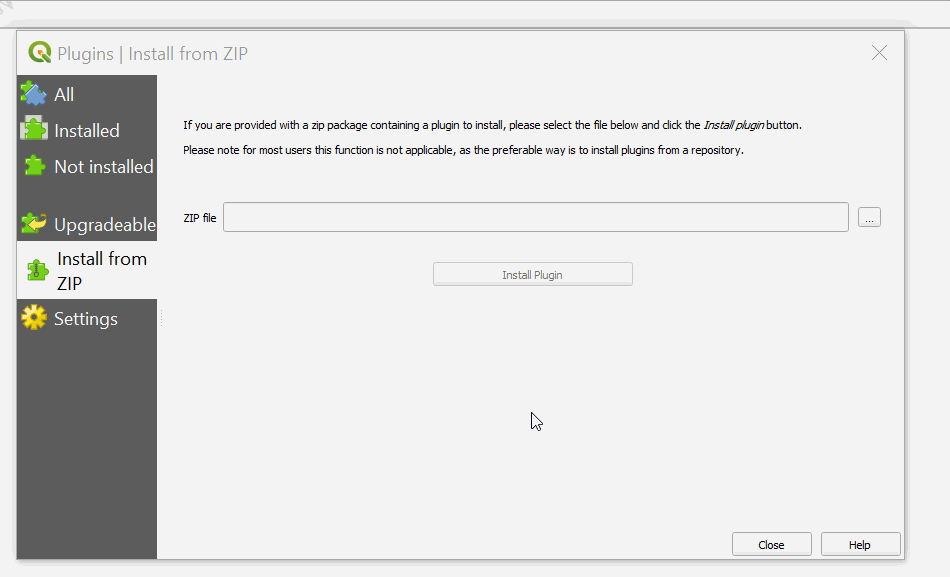 Plugins | Install from ZIP
All
Installed
Not installed
Upgradeable
Install from
ZIP
Settings
If you are provided with a zip package containing a plugin to install, please select the file below and click the Install plugin button.
Please note for most users this function is not applicable, as the preferable way is to install plugins from a repository.
ZIP file
...
Install Plugin
Close
Help